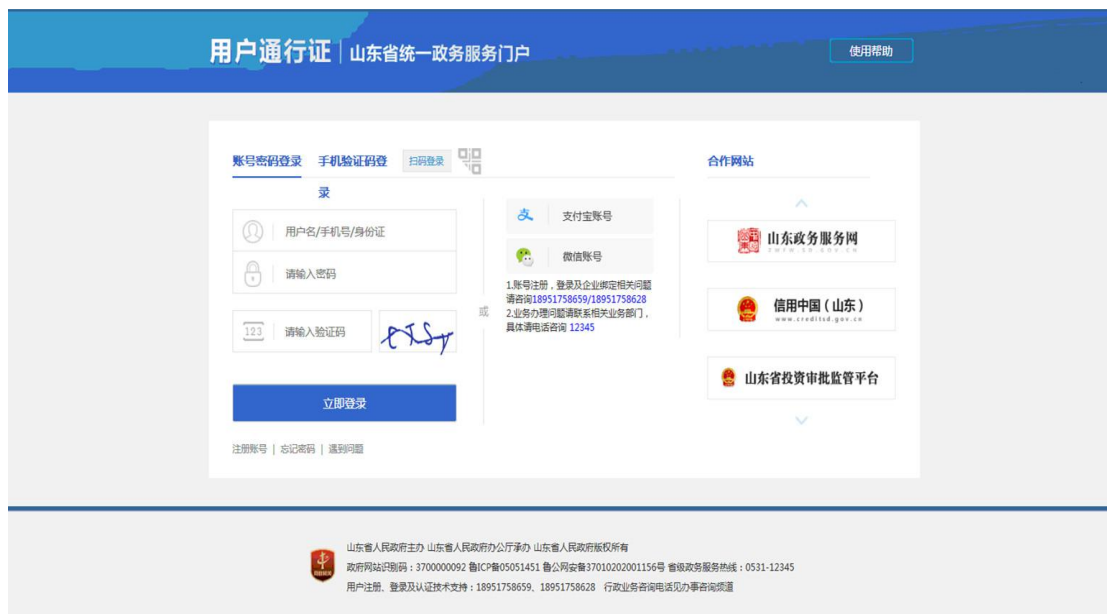 用户通行证 山东省统一政务服务门户
使用帮助
账号密码登录 手机验证码登
录
扫码登录
用户名/手机号/身份证
请输入密码
123 请输入验证码
立即登录
注册账号 | 忘记密码 | 遇到问题
或
支付宝账号
微信账号
1.账号注册，登录及企业绑定相关问题
请咨询18951758659/18951758628
2.业务办理问题请联系相关业务部门，
具体请电话咨询 12345
合作网站
山东政务服务网
信用中国（山东）
www.creditsd.gov.cn
山东省投资审批监管平台
山东省人民政府主办 山东省人民政府办公厅承办 山东省人民政府版权所有
政府网站识别码：3700000092 鲁ICP备05051451 鲁公网安备37010202001156号 省级政务服务热线：0531-12345
用户注册、登录及认证技术支持：18951758659、18951758628 行政业务咨询电话见办事咨询频道